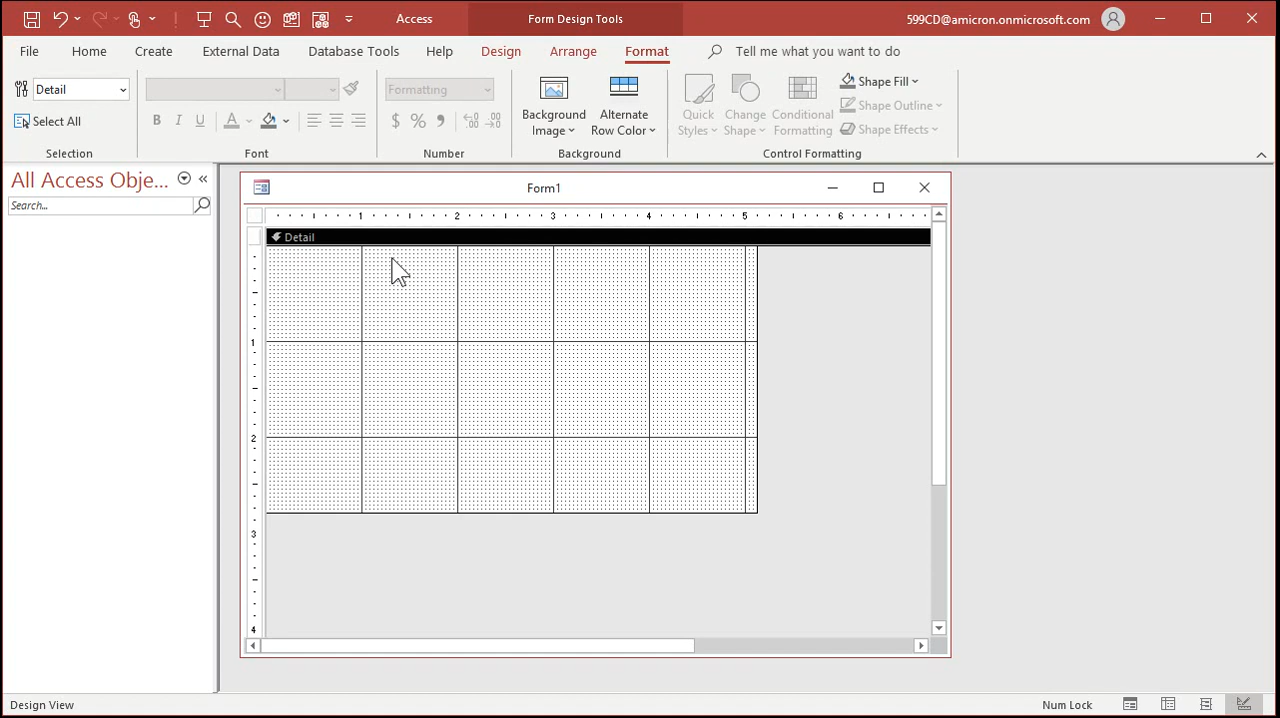 Access
Form Design Tools
599CD@amicron.onmicrosoft.com
File
Home
Create
External Data
Database Tools
Help
Design
Arrange
Format
Tell me what you want to do
Detail
Select All
Selection
B I U A
Font
Formatting
$ % 9
Number
Background Image
Alternate Row Color
Background
Quick Styles
Change Shape
Conditional Formatting
Shape Fill
Shape Outline
Shape Effects
Control Formatting
All Access Obje...
Search...
Form1
1 2 3 4 5 6
Detail
1
2
3
4
Design View
Num Lock